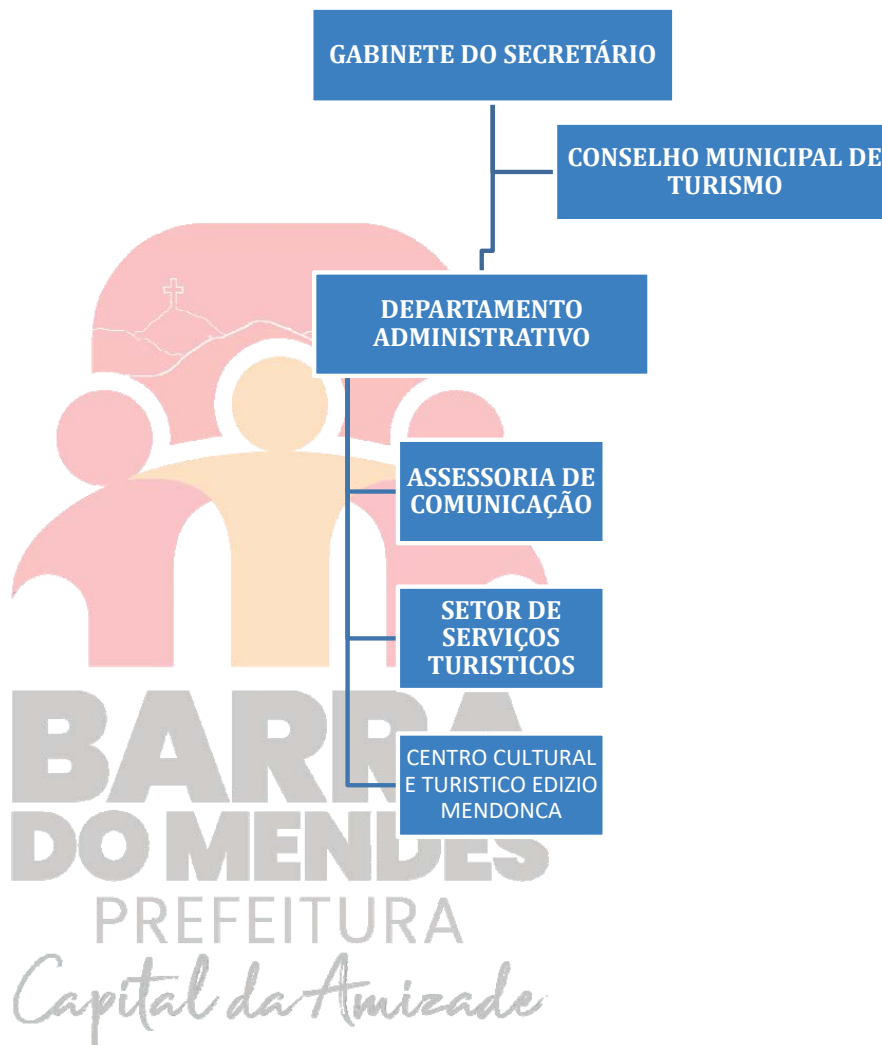 GABINETE DO SECRETÁRIO
CONSELHO MUNICIPAL DE
TURISMO
DEPARTAMENTO
ADMINISTRATIVO
ASSESSORIA DE
COMUNICAÇÃO
SETOR DE
SERVIÇOS
TURISTICOS
CENTRO CULTURAL
E TURISTICO EDIZIO
MENDONCA
BARRA
DO MENDES
PREFEITURA
Capital da Amizade